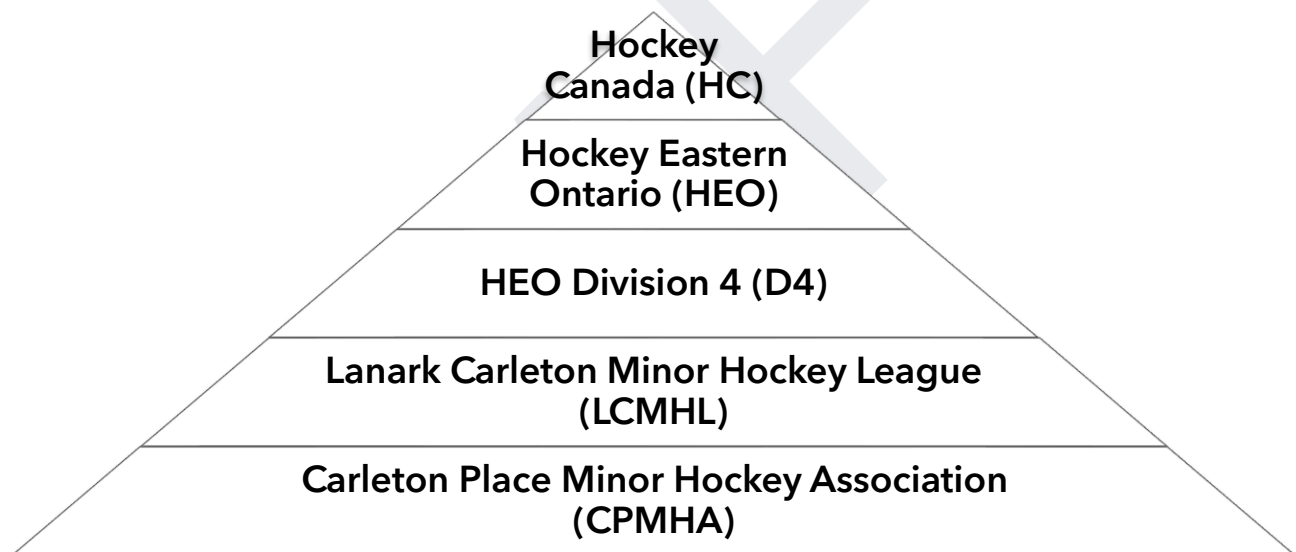 Hockey
Canada (HC)
Hockey Eastern
Ontario (HEO)
HEO Division 4 (D4)
Lanark Carleton Minor Hockey League
(LCMHL)
Carleton Place Minor Hockey Association
(CPMHA)